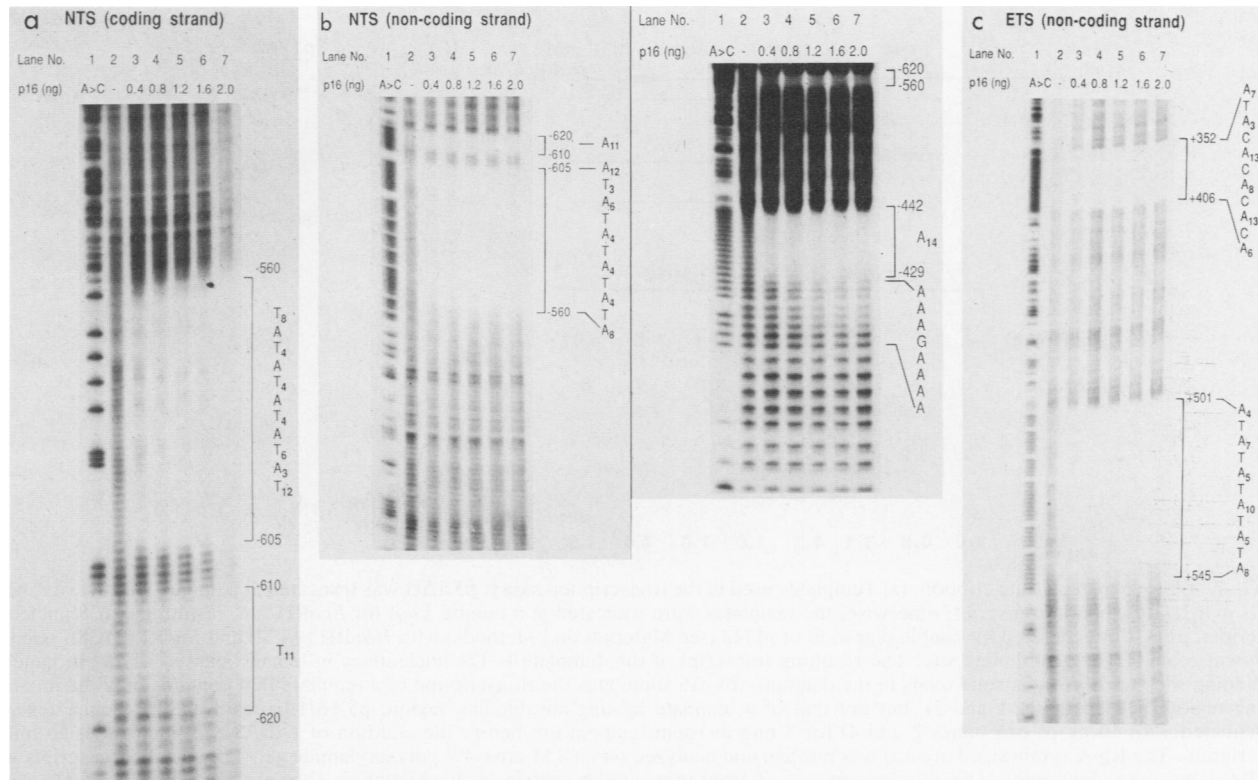 a NTS (coding strand)
Lane No. 1 2 3 4 5 6 7
p16 (ng) A>C - 0.4 0.8 1.2 1.6 2.0
-560
T8
A
T4
A
T4
A
T4
A
T6
A3
T12
-605
-610
T11
-620
b NTS (non-coding strand)
Lane No. 1 2 3 4 5 6 7
p16 (ng) A>C - 0.4 0.8 1.2 1.6 2.0
-620
A11
-610
-605
A12
T3
A6
T
A4
T
A4
T
A4
T
-560
A8
Lane No. 1 2 3 4 5 6 7
p16 (ng) A>C - 0.4 0.8 1.2 1.6 2.0
-620
-560
-442
A14
-429
A
A
A
G
A
A
A
A
c ETS (non-coding strand)
Lane No. 1 2 3 4 5 6 7
p16 (ng) A>C - 0.4 0.8 1.2 1.6 2.0
A7
T
A3
+352
C
A13
C
A8
C
+406
A13
C
A6
+501
A4
T
A7
T
A5
T
A10
T
A5
T
+545
A8